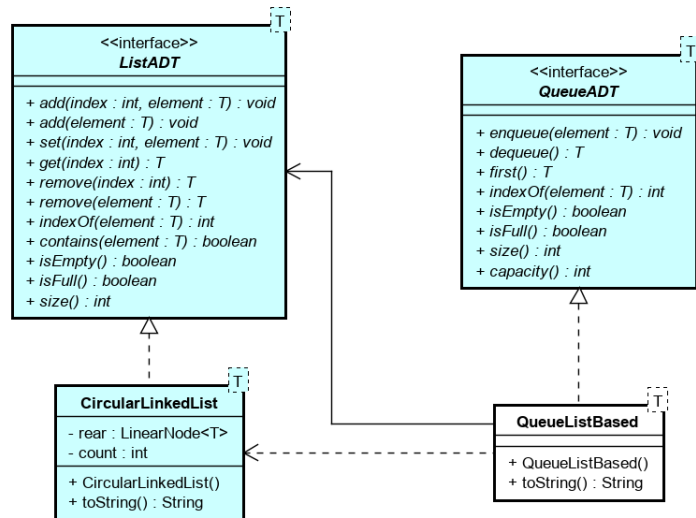 T
<<interface>>
ListADT
+ add(index : int, element : T) : void
+ add(element : T) : void
+ set(index : int, element : T) : void
+ get(index : int) : T
+ remove(index : int) : T
+ remove(element : T) : T
+ indexOf(element : T) : int
+ contains(element : T) : boolean
+ isEmpty() : boolean
+ isFull() : boolean
+ size() : int
T
<<interface>>
QueueADT
+ enqueue(element : T) : void
+ dequeue() : T
+ first() : T
+ indexOf(element : T) : int
+ isEmpty() : boolean
+ isFull() : boolean
+ size() : int
+ capacity() : int
T
CircularLinkedList
- rear : LinearNode<T>
- count : int
+ CircularLinkedList()
+ toString() : String
T
QueueListBased
+ QueueListBased()
+ toString() : String